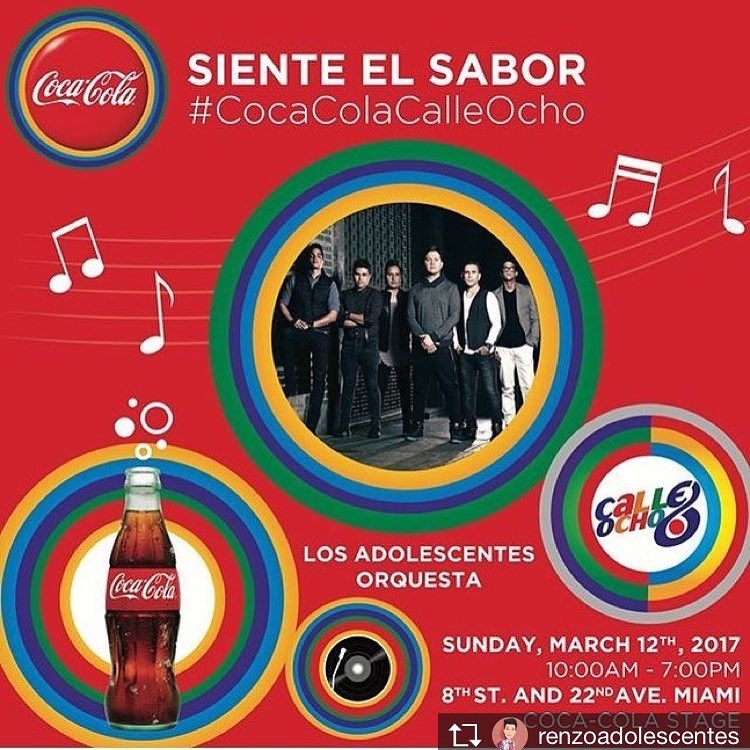 Coca-Cola
SIENTE EL SABOR
#CocaColaCalleOcho
CALLE
OCHO 8
Coca-Cola
LOS ADOLESCENTES
ORQUESTA
SUNDAY, MARCH 12TH, 2017
10:00AM - 7:00PM
8TH ST. AND 22ND AVE. MIAMI
COCA-COLA STAGE
renzoadolescentes